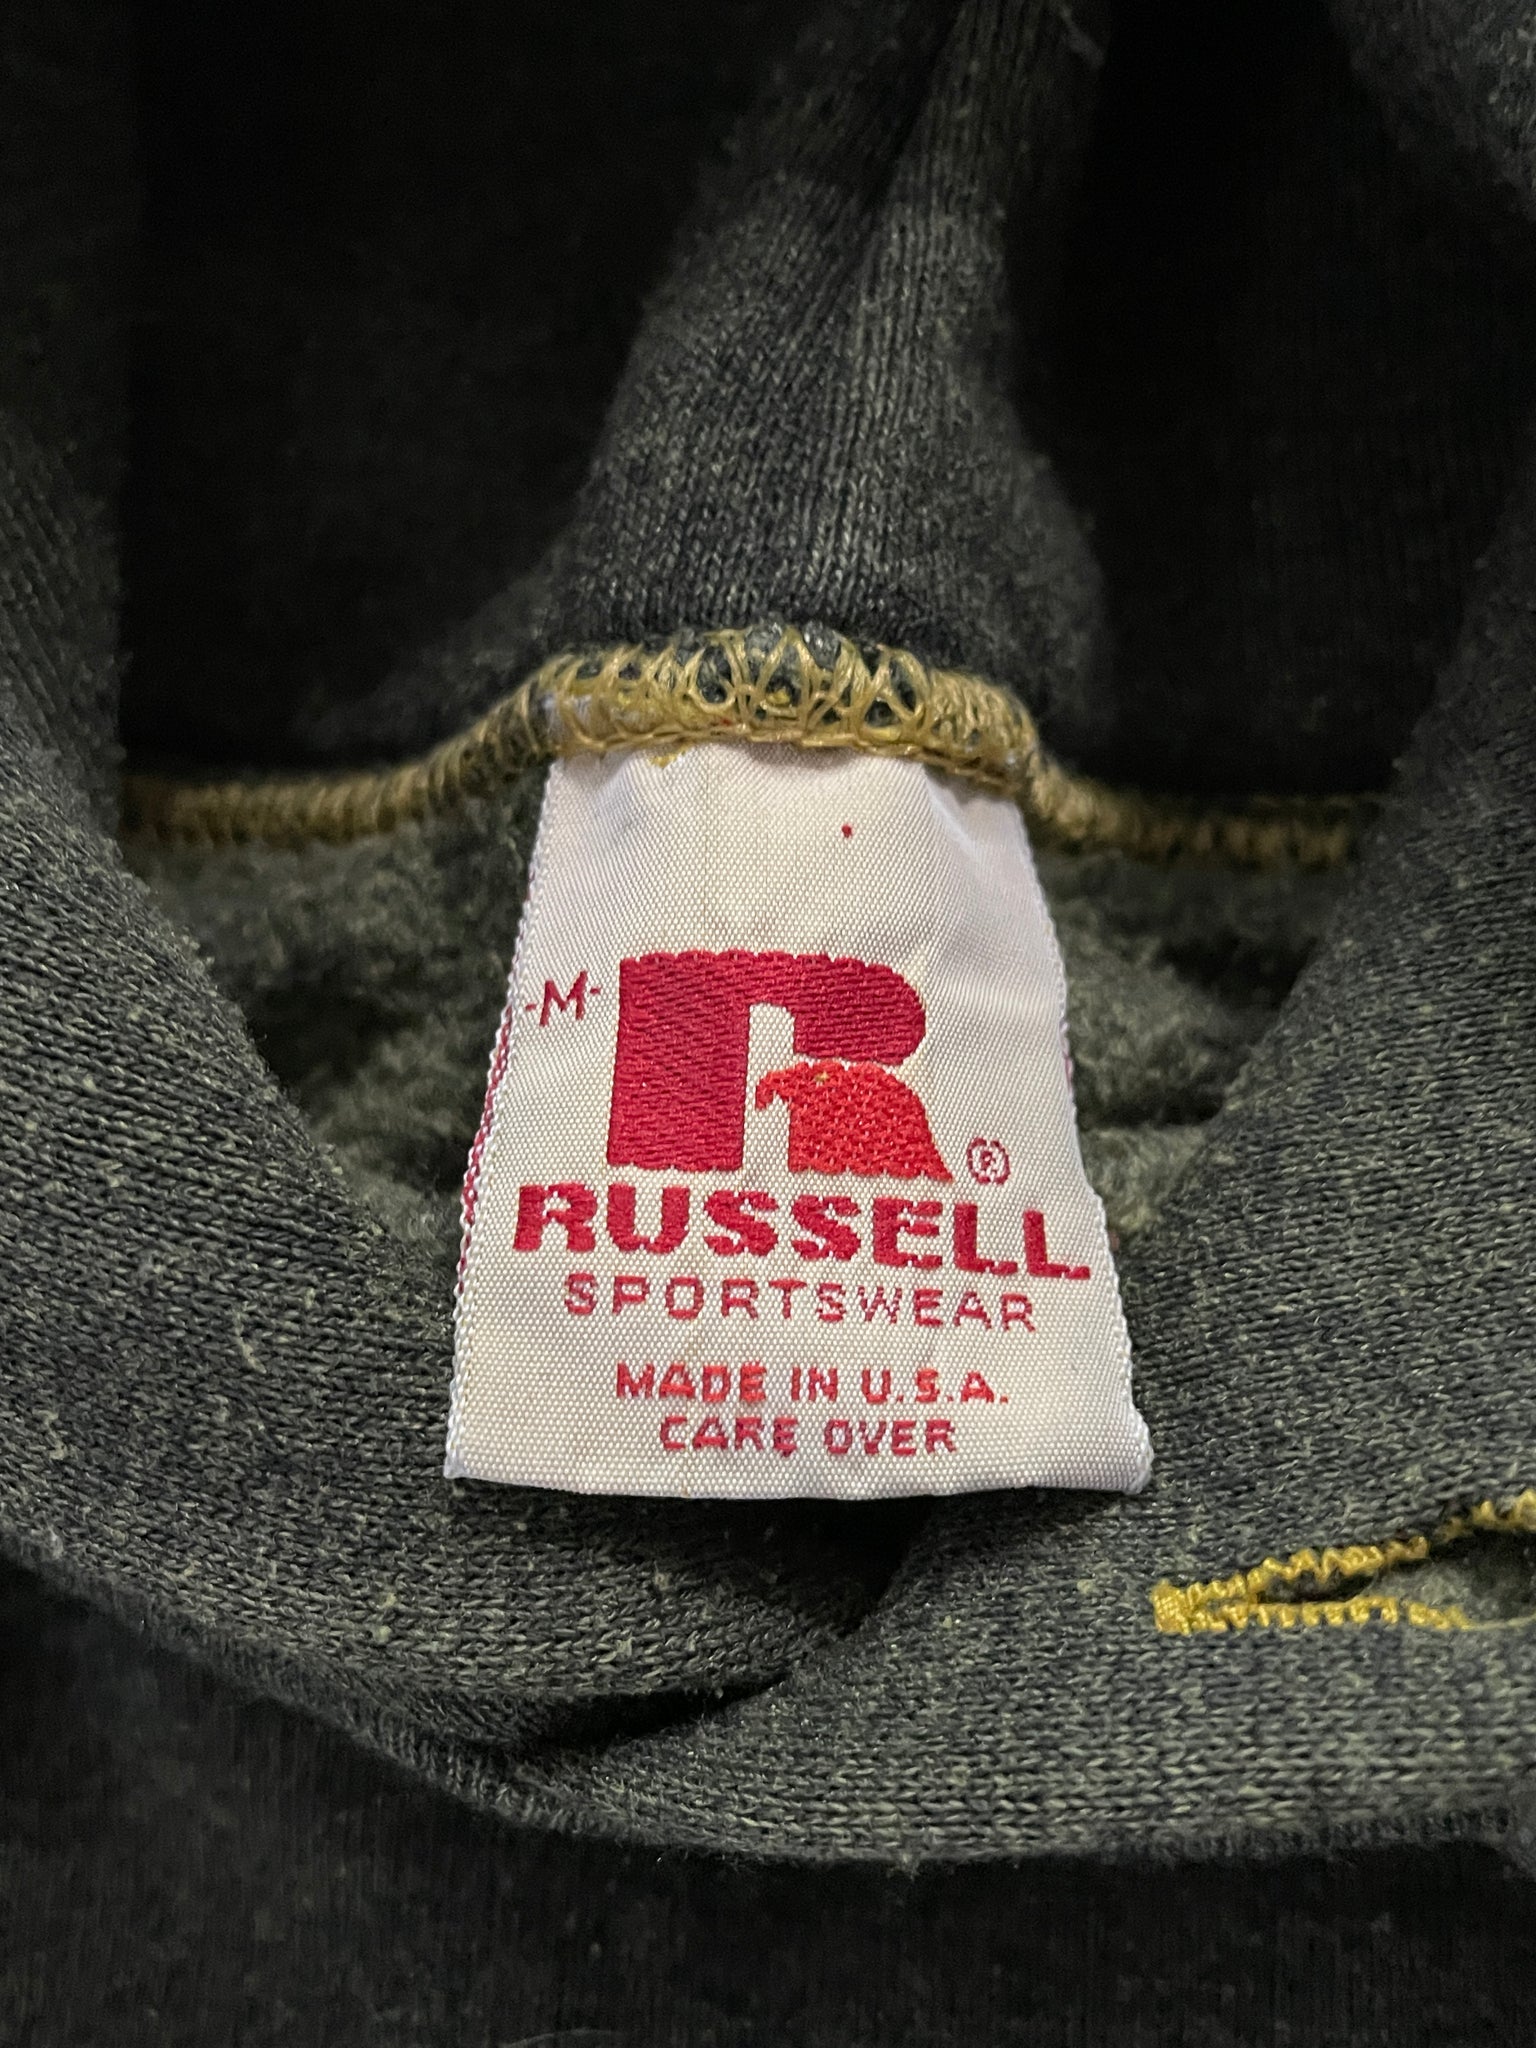 -M-
R
®
RUSSELL
SPORTSWEAR
MADE IN U.S.A.
CARE OVER